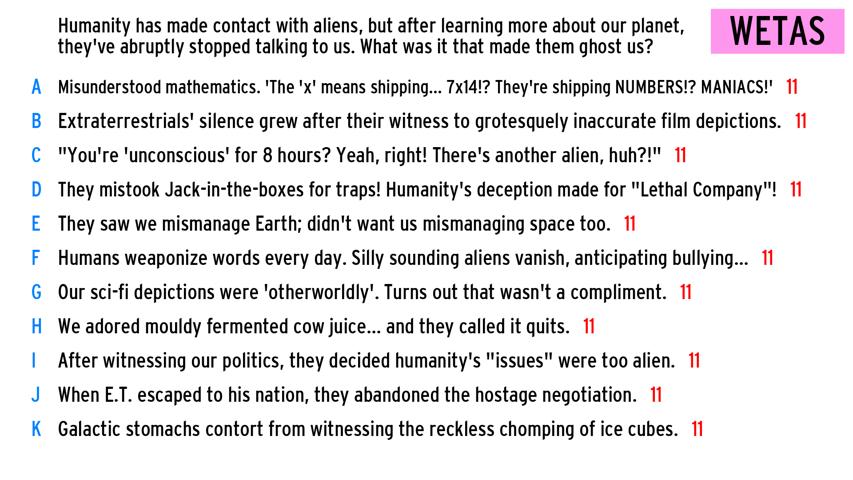 Humanity has made contact with aliens, but after learning more about our planet,
they've abruptly stopped talking to us. What was it that made them ghost us?
WETAS
A Misunderstood mathematics. 'The 'x' means shipping... 7x14!? They're shipping NUMBERS!? MANIACS!' 11
B Extraterrestrials' silence grew after their witness to grotesquely inaccurate film depictions. 11
C "You're 'unconscious' for 8 hours? Yeah, right! There's another alien, huh?!" 11
D They mistook Jack-in-the-boxes for traps! Humanity's deception made for "Lethal Company"! 11
E They saw we mismanage Earth; didn't want us mismanaging space too. 11
F Humans weaponize words every day. Silly sounding aliens vanish, anticipating bullying... 11
G Our sci-fi depictions were 'otherworldly'. Turns out that wasn't a compliment. 11
H We adored mouldy fermented cow juice... and they called it quits. 11
I After witnessing our politics, they decided humanity's "issues" were too alien. 11
J When E.T. escaped to his nation, they abandoned the hostage negotiation. 11
K Galactic stomachs contort from witnessing the reckless chomping of ice cubes. 11